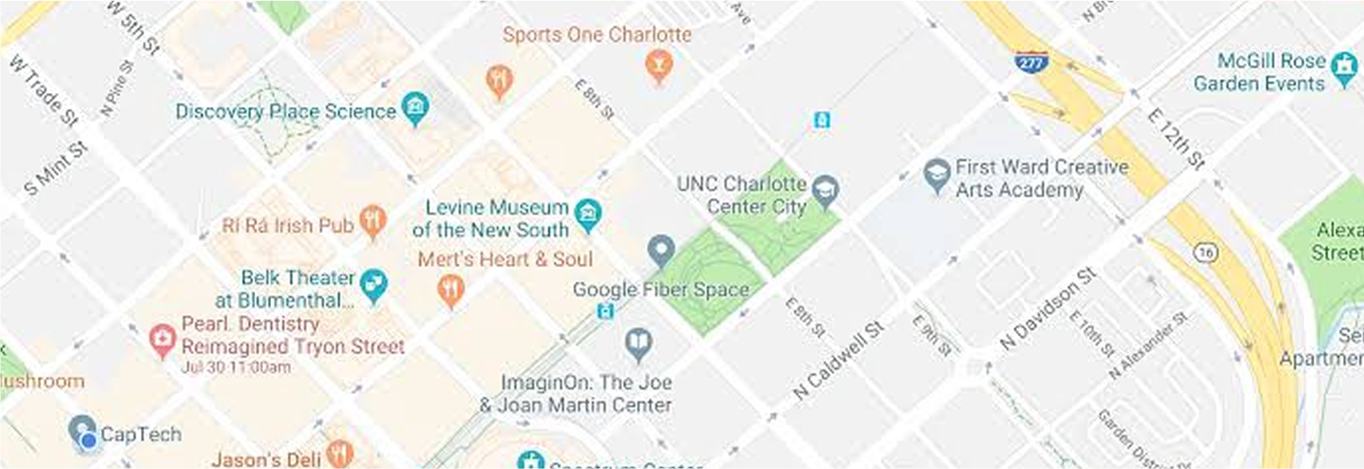 W 5th St
Ave
Sports One Charlotte
277
McGill Rose
Garden Events
W Trade St
N Pine St
Discovery Place Science
E 8th St
E 12th St
S Mint St
UNC Charlotte
Center City
First Ward Creative
Arts Academy
Levine Museum
of the New South
Rí Rá Irish Pub
Alexa
Street
16
Mert's Heart & Soul
Belk Theater
at Blumenthal...
Google Fiber Space
Pearl. Dentistry
Reimagined Tryon Street
Jul 30 11:00am
E 8th St
E 9th St
N Davidson St
E 10th St
N Alexander St
N Caldwell St
Apartmen
ushroom
ImaginOn: The Joe
& Joan Martin Center
CapTech
Garden District
Jason's Deli
Spectrum Center